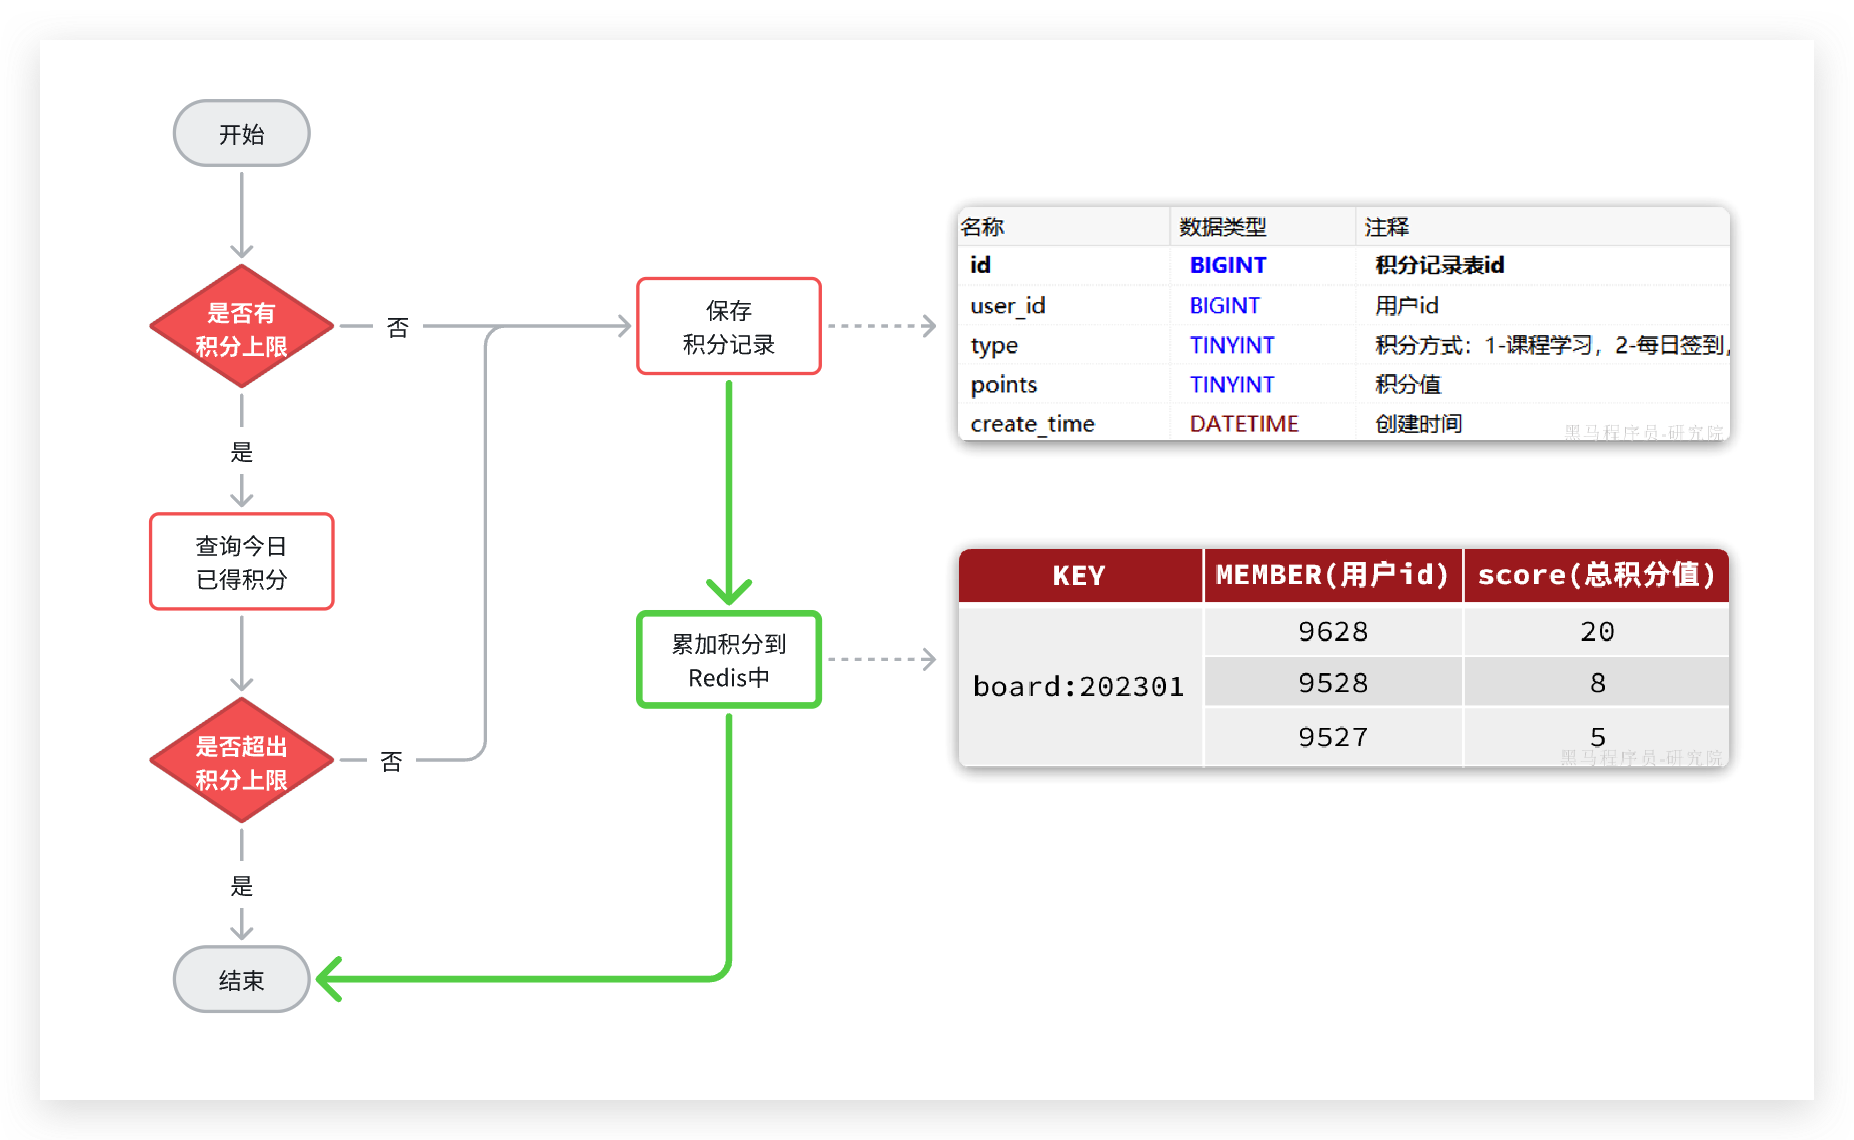 开始
是否有
积分上限
否
是
查询今日
已得积分
是否超出
积分上限
否
是
结束
保存
积分记录
累加积分到
Redis中
名称 数据类型 注释
id BIGINT 积分记录表id
user_id BIGINT 用户id
type TINYINT 积分方式：1-课程学习，2-每日签到,
points TINYINT 积分值
create_time DATETIME 创建时间
黑马程序员-研究院
KEY MEMBER(用户id) score(总积分值)
board:202301
9628 20
9528 8
9527 5
黑马程序员-研究院